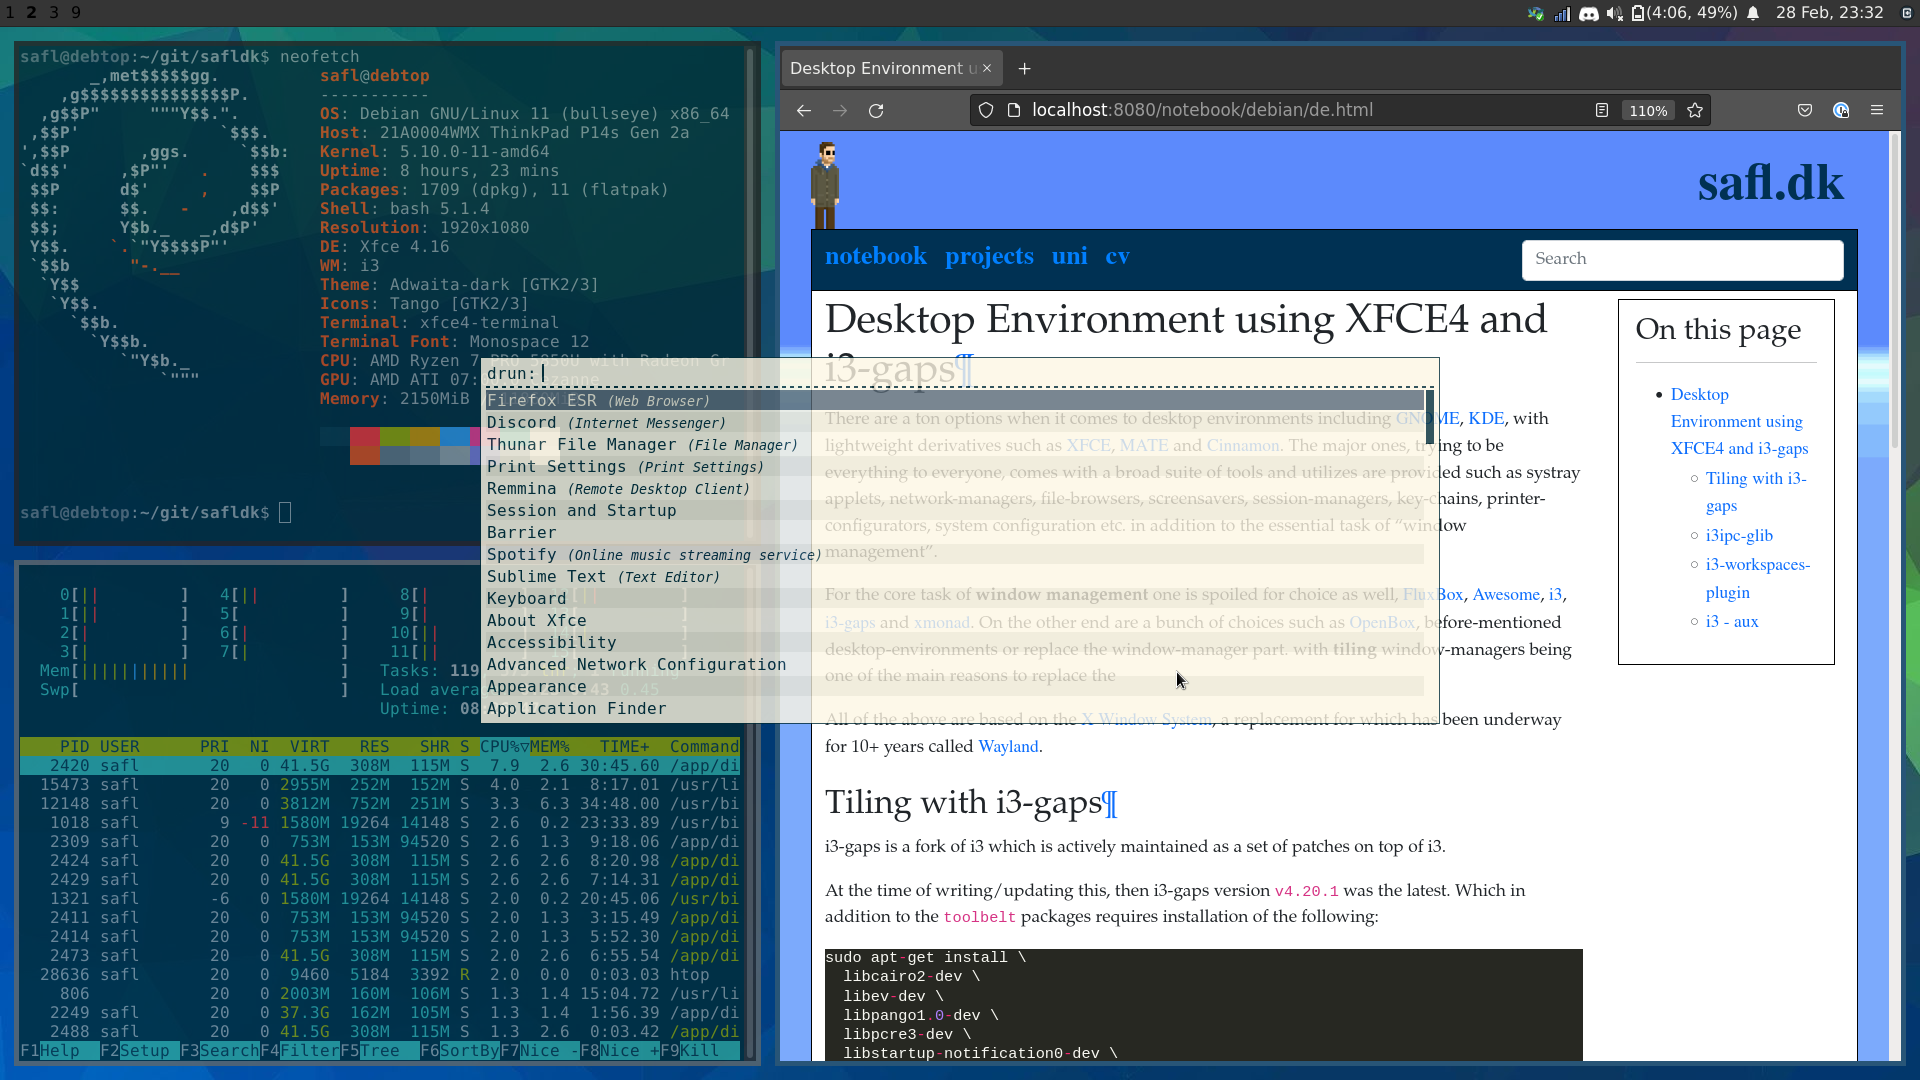 1 2 3 9
(4:06, 49%) 28 Feb, 23:32
safl@debtop:~/git/safldk$ neofetch
_,met$$$$$gg.
,g$$$$$$$$$$$$$$$P.
,g$$P" """Y$$.".
,$$P' `$$$.
',$$P ,ggs. `$$b:
`d$$' ,$P"' . $$$
$$P d$' , $$P
$$: $$. - ,d$$'
$$; Y$b._ _,d$P'
Y$$. `.`"Y$$$$P"'
`$$b "-.__
`Y$$
`Y$$.
`$$b.
`Y$$b.
`"Y$b._
`"""
safl@debtop
-----------
OS: Debian GNU/Linux 11 (bullseye) x86_64
Host: 21A0004WMX ThinkPad P14s Gen 2a
Kernel: 5.10.0-11-amd64
Uptime: 8 hours, 23 mins
Packages: 1709 (dpkg), 11 (flatpak)
Shell: bash 5.1.4
Resolution: 1920x1080
DE: Xfce 4.16
WM: i3
Theme: Adwaita-dark [GTK2/3]
Icons: Tango [GTK2/3]
Terminal: xfce4-terminal
Terminal Font: Monospace 12
CPU: AMD Ryzen 7 PRO 5850U with Radeon Gr
GPU: AMD ATI 07:
Memory: 2150MiB
safl@debtop:~/git/safldk$
0[|| ] 4[|| ] 8[|
1[|| ] 5[ ] 9[|
2[| ] 6[| ] 10[||
3[| ] 7[| ] 11[||
Mem[||||||||||| ] Tasks: 119, running
Swp[ ] Load avera 0.45
Uptime: 08
PID USER PRI NI VIRT RES SHR S CPU%▽MEM% TIME+ Command
2420 safl 20 0 41.5G 308M 115M S 7.9 2.6 30:45.60 /app/di
15473 safl 20 0 2955M 252M 152M S 4.0 2.1 8:17.01 /usr/li
12148 safl 20 0 3812M 752M 251M S 3.3 6.3 34:48.00 /usr/bi
1018 safl 9 -11 1580M 19264 14148 S 2.6 0.2 23:33.89 /usr/bi
2309 safl 20 0 753M 153M 94520 S 2.6 1.3 9:18.06 /app/di
2424 safl 20 0 41.5G 308M 115M S 2.6 2.6 8:20.98 /app/di
2429 safl 20 0 41.5G 308M 115M S 2.6 2.6 7:14.31 /app/di
1321 safl -6 0 1580M 19264 14148 S 2.0 0.2 20:45.06 /usr/bi
2411 safl 20 0 753M 153M 94520 S 2.0 1.3 3:15.49 /app/di
2414 safl 20 0 753M 153M 94520 S 2.0 1.3 5:52.30 /app/di
2473 safl 20 0 41.5G 308M 115M S 2.0 2.6 6:55.54 /app/di
28636 safl 20 0 9460 5184 3392 R 2.0 0.0 0:03.03 htop
806 20 0 2003M 160M 106M S 1.3 1.4 15:04.72 /usr/li
2249 safl 20 0 37.3G 162M 105M S 1.3 1.4 1:56.39 /app/di
2488 safl 20 0 41.5G 308M 115M S 1.3 2.6 0:03.42 /app/di
F1Help F2Setup F3SearchF4FilterF5Tree F6SortByF7Nice -F8Nice +F9Kill
drun:
Firefox ESR (Web Browser)
Discord (Internet Messenger)
Thunar File Manager (File Manager)
Print Settings (Print Settings)
Remmina (Remote Desktop Client)
Session and Startup
Barrier
Spotify (Online music streaming service)
Sublime Text (Text Editor)
Keyboard
About Xfce
Accessibility
Advanced Network Configuration
Appearance
Application Finder
Desktop Environment u × +
localhost:8080/notebook/debian/de.html 110%
safl.dk
notebook projects uni cv Search
Desktop Environment using XFCE4 and
i3-gaps¶
There are a ton options when it comes to desktop environments including GNOME, KDE, with
lightweight derivatives such as XFCE, MATE and Cinnamon. The major ones, trying to be
everything to everyone, comes with a broad suite of tools and utilizes are provided such as systray
applets, network-managers, file-browsers, screensavers, session-managers, key-chains, printer-
configurators, system configuration etc. in addition to the essential task of “window
management”.
For the core task of window management one is spoiled for choice as well, FluxBox, Awesome, i3,
i3-gaps and xmonad. On the other end are a bunch of choices such as OpenBox, before-mentioned
desktop-environments or replace the window-manager part. with tiling window-managers being
one of the main reasons to replace the
All of the above are based on the X Window System, a replacement for which has been underway
for 10+ years called Wayland.
Tiling with i3-gaps¶
i3-gaps is a fork of i3 which is actively maintained as a set of patches on top of i3.
At the time of writing/updating this, then i3-gaps version v4.20.1 was the latest. Which in
addition to the toolbelt packages requires installation of the following:
sudo apt-get install \
libcairo2-dev \
libev-dev \
libpango1.0-dev \
libpcre3-dev \
libstartup-notification0-dev \
On this page
Desktop
Environment using
XFCE4 and i3-gaps
Tiling with i3-
gaps
i3ipc-glib
i3-workspaces-
plugin
i3 - aux